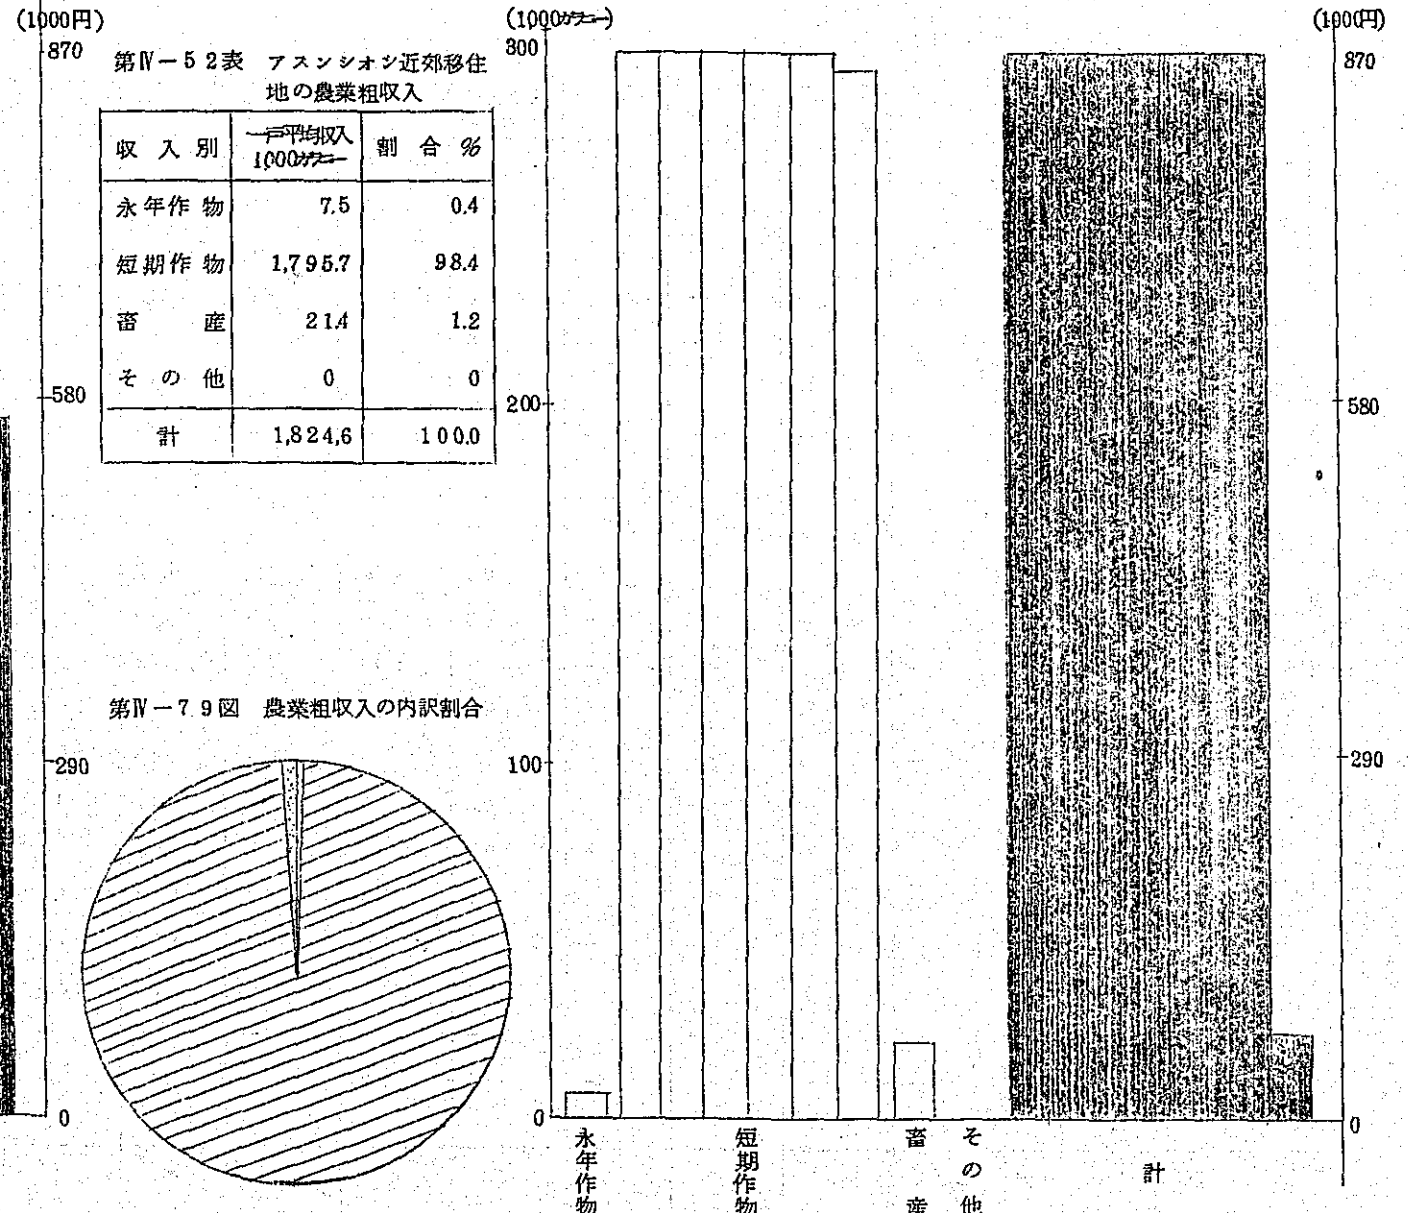 (1000円)
870
580
290
0
第Ⅳ-52表 アスンシオン近郊移住
地の農業粗収入
収入別 一戸平均収入 1000ガラニー 割合%
永年作物 7.5 0.4
短期作物 1,795.7 98.4
畜産 21.4 1.2
その他 0 0
計 1,824,6 100.0
第Ⅳ-79図 農業粗収入の内訳割合
(1000ガラニー)
300
200
100
0
永年作物
短期作物
畜産
その他
計
(1000円)
870
580
290
0